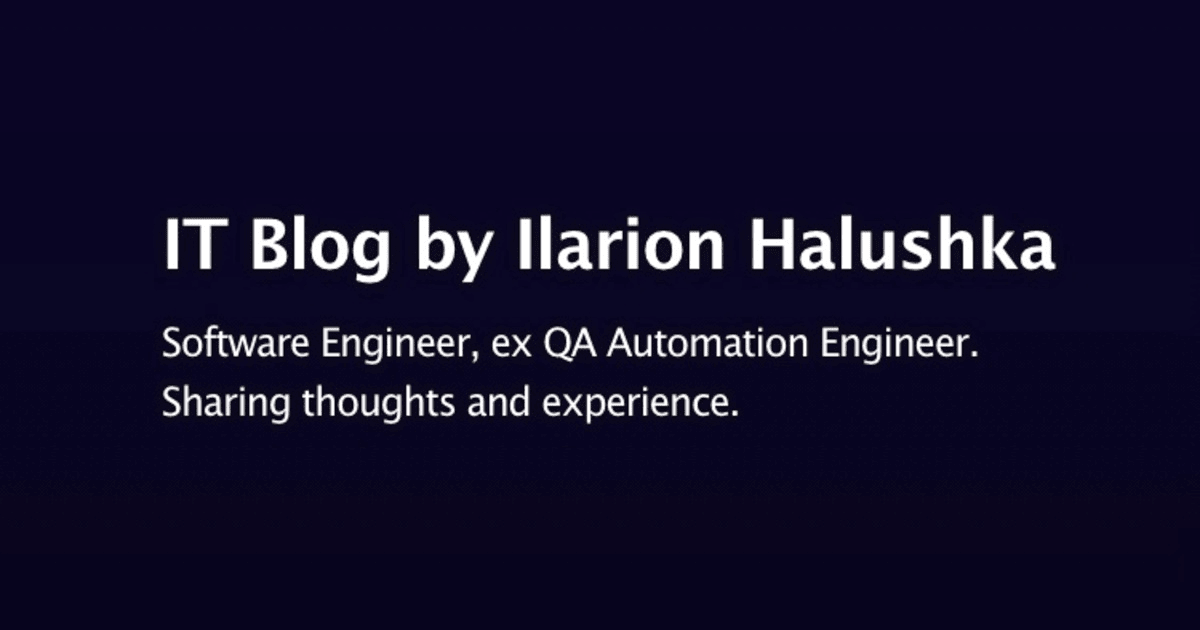 IT Blog by Ilarion Halushka
Software Engineer, ex QA Automation Engineer.
Sharing thoughts and experience.